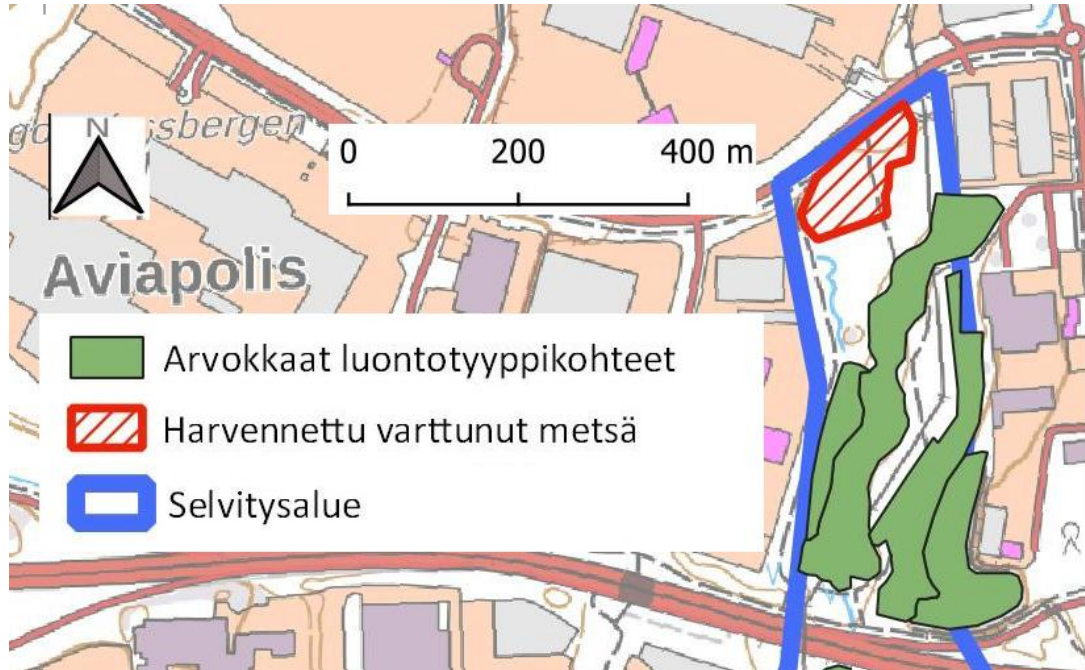 N
0 200 400 m
Aviapolis
Arvokkaat luontotyyppikohteet
Harvennettu varttunut metsä
Selvitysalue